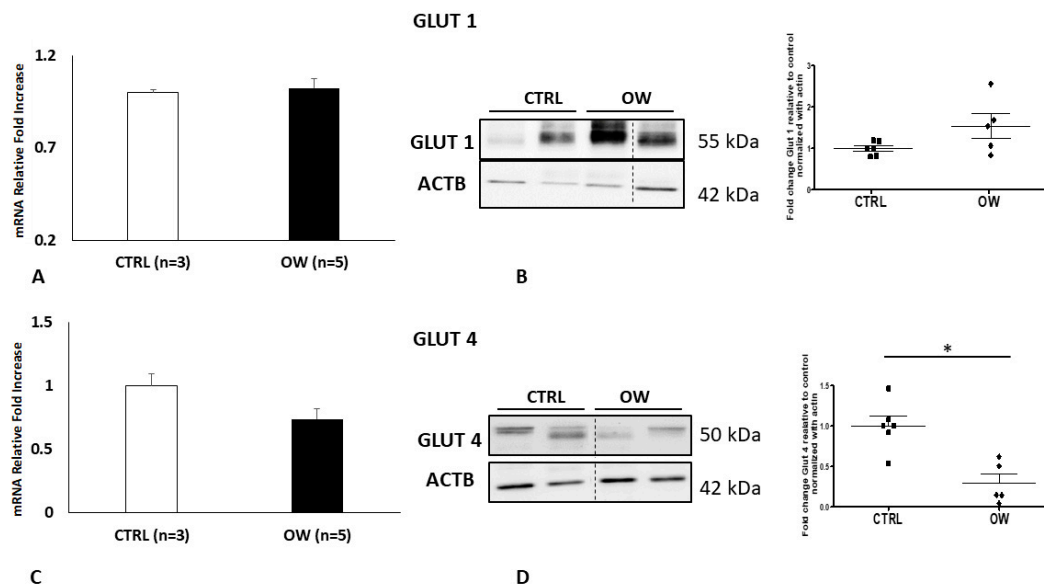 GLUT 1
mRNA Relative Fold Increase
1.2
0.7
0.2
CTRL (n=3) OW (n=5)
A
CTRL OW
GLUT 1 55 kDa
ACTB 42 kDa
B
Fold change Glut 1 realative to control
normalized with actin
3
2
1
0
CTRL OW
GLUT 4
mRNA Relative Fold Increase
1.5
1
0.5
0
CTRL (n=3) OW (n=5)
C
CTRL OW
GLUT 4 50 kDa
ACTB 42 kDa
D
Fold change Glut 4 realative to control
normalized with actin
*
1.5
1.0
0.5
0.0
CTRL OW